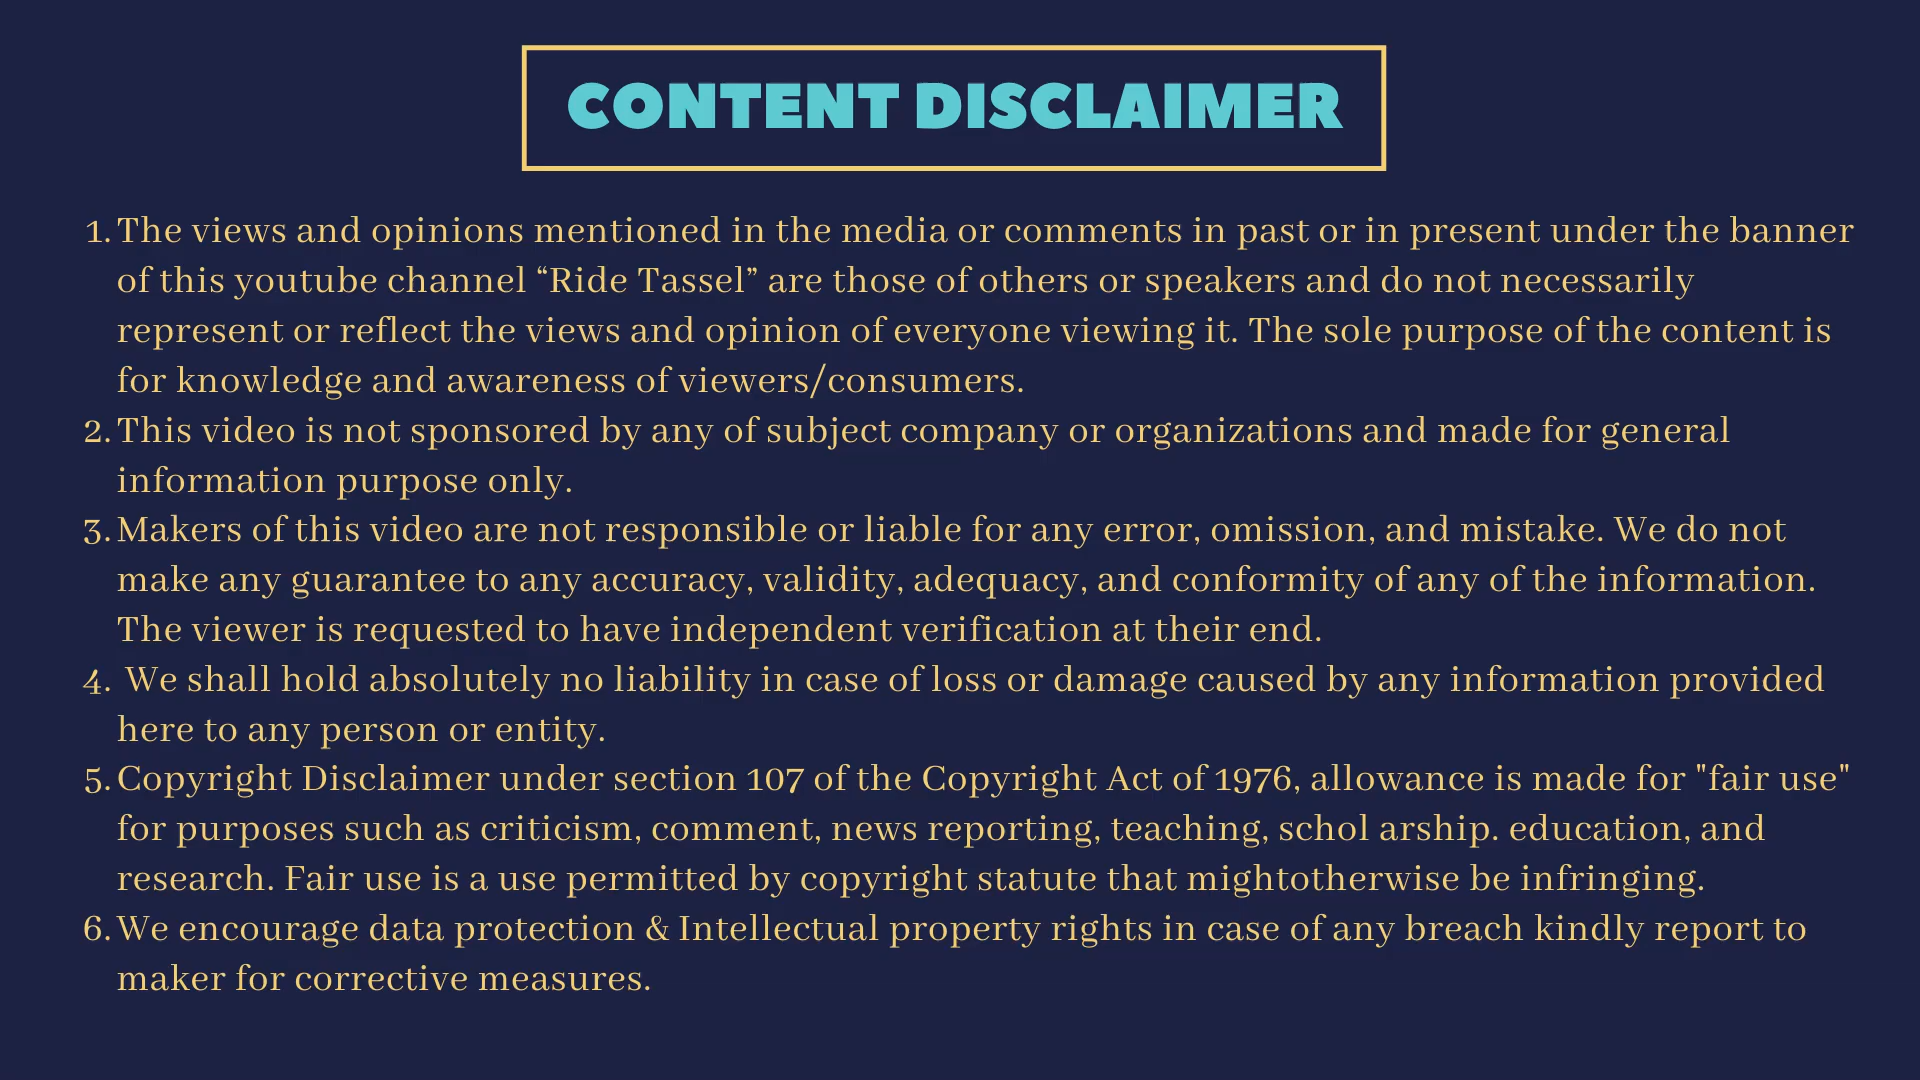 CONTENT DISCLAIMER
1. The views and opinions mentioned in the media or comments in past or in present under the banner
of this youtube channel “Ride Tassel” are those of others or speakers and do not necessarily
represent or reflect the views and opinion of everyone viewing it. The sole purpose of the content is
for knowledge and awareness of viewers/consumers.
2. This video is not sponsored by any of subject company or organizations and made for general
information purpose only.
3. Makers of this video are not responsible or liable for any error, omission, and mistake. We do not
make any guarantee to any accuracy, validity, adequacy, and conformity of any of the information.
The viewer is requested to have independent verification at their end.
4. We shall hold absolutely no liability in case of loss or damage caused by any information provided
here to any person or entity.
5. Copyright Disclaimer under section 107 of the Copyright Act of 1976, allowance is made for "fair use"
for purposes such as criticism, comment, news reporting, teaching, schol arship. education, and
research. Fair use is a use permitted by copyright statute that mightotherwise be infringing.
6. We encourage data protection & Intellectual property rights in case of any breach kindly report to
maker for corrective measures.